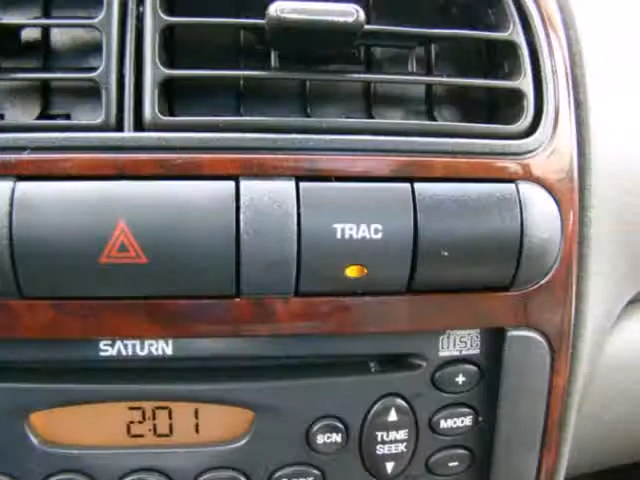 TRAC
SATURN
disc
2:01
+
SCN
TUNE
SEEK
MODE
-